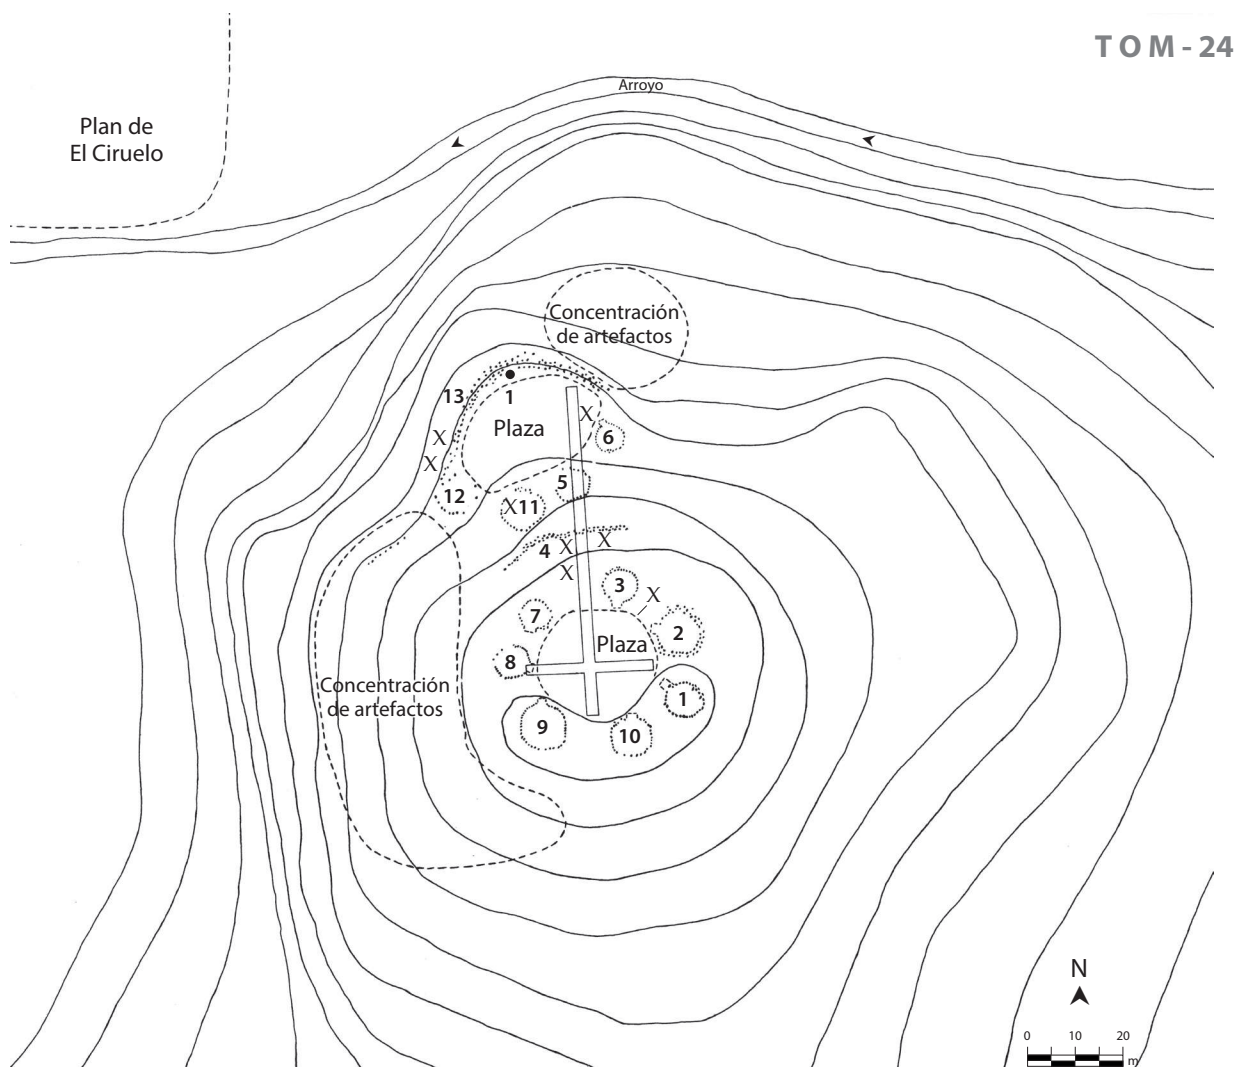 TOM-24
Arroyo
Plan de
El Ciruelo
Concentración
de artefactos
13
1
X
Plaza
6
X
X
5
12
X11
4
X
X
X
3
X
7
2
Plaza
8
Concentración
de artefactos
1
9
10
N
0
10
20
m